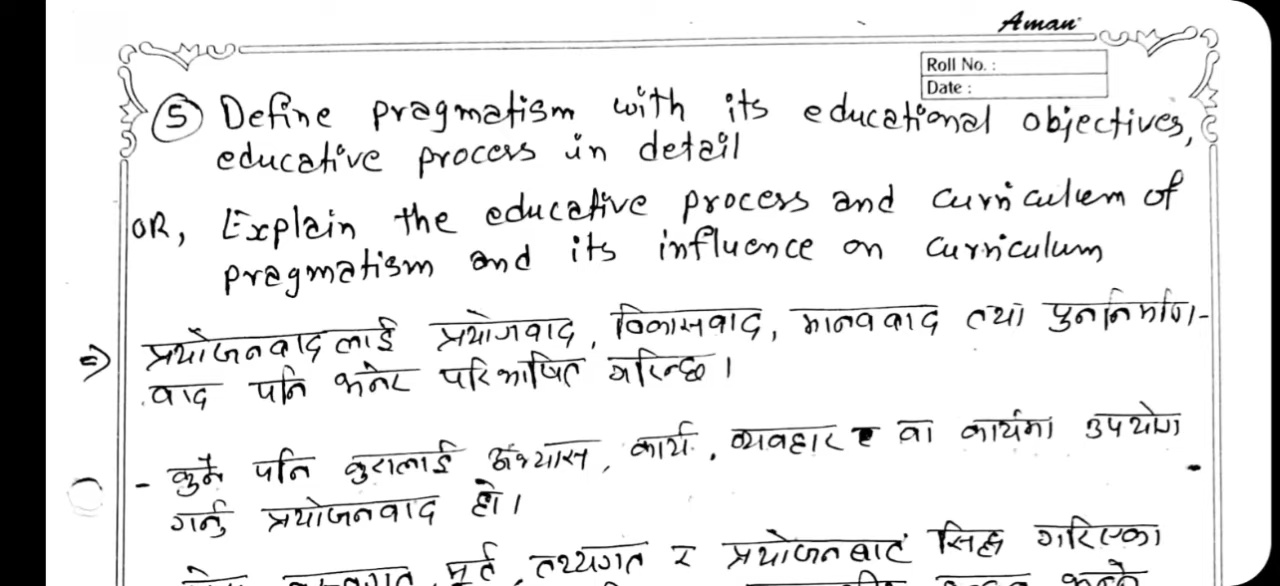 Aman
Roll No. :
Date :
(5) Define pragmatism with its educational objectives,
educative process in detail
OR, Explain the educative process and curriculum of
pragmatism and its influence on curriculum
=> प्रयोजनवादलाई प्रयोगवाद, विकासवाद, मानववाद तथा पुनर्निर्माण-
वाद पनि भनेर परिभाषित गरिन्छ।
- कुनै पनि कुरालाई अभ्यास, कार्य, व्यवहार वा कार्यमा उपयोग
गर्नु प्रयोजनवाद हो।
मूर्त, तथ्यगत र प्रयोजनबाट सिद्ध गरिएका